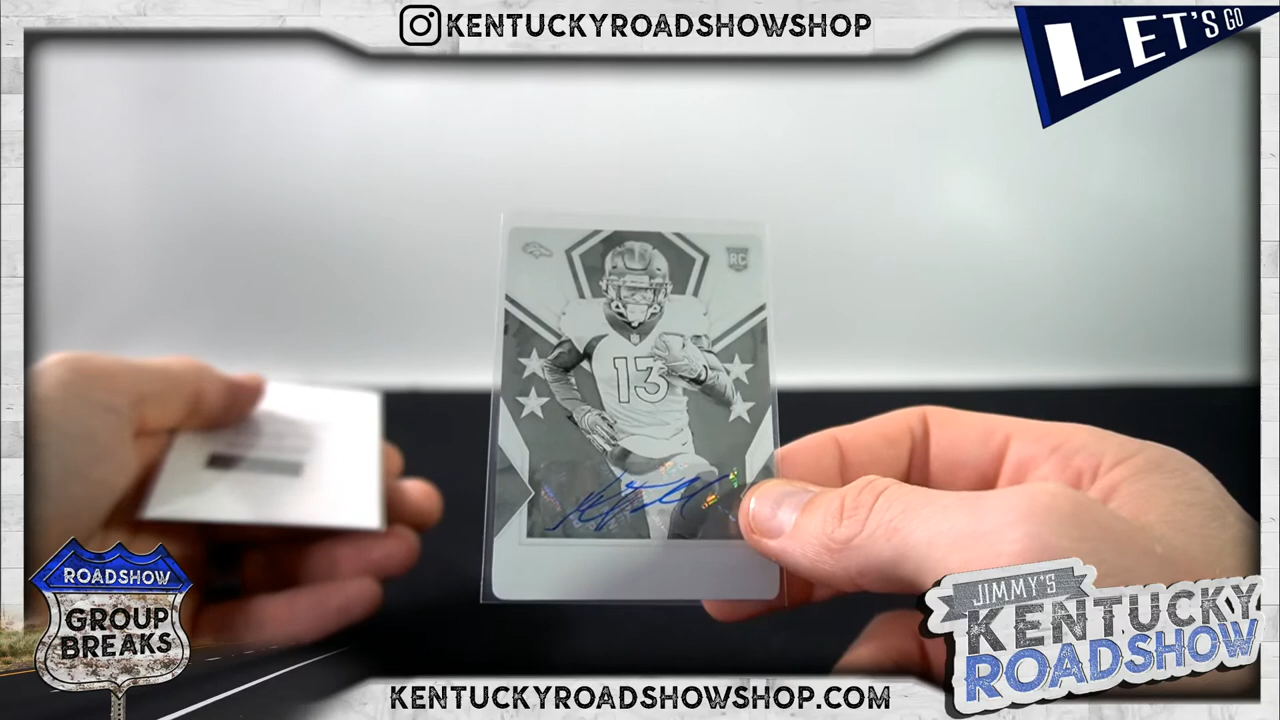 KENTUCKYROADSHOWSHOP
LET'S GO
RC
13
ROADSHOW
GROUP
BREAKS
JIMMY'S
KENTUCKY
ROADSHOW
KENTUCKYROADSHOWSHOP.COM